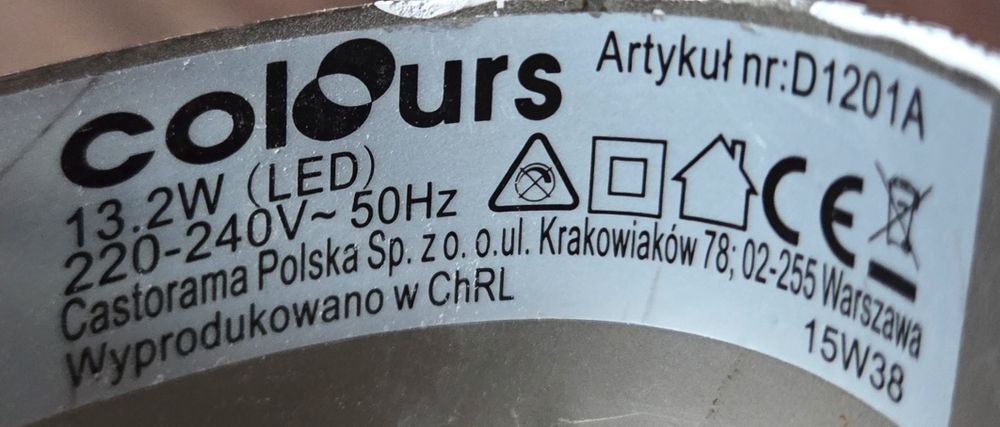 colours
Artykuł nr:D1201A
13.2W (LED)
220-240V~ 50Hz
CE
Castorama Polska Sp. z o. o.ul. Krakowiaków 78; 02-255 Warszawa
Wyprodukowano w ChRL
15W38